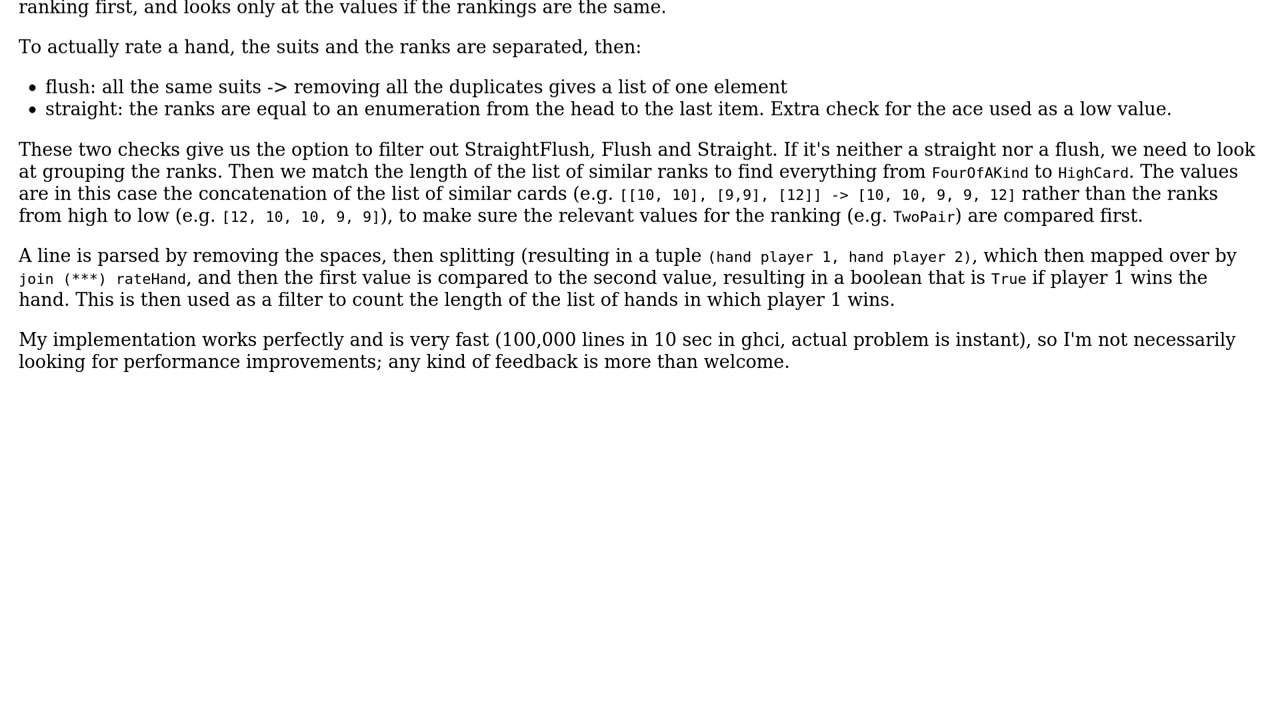 ranking first, and looks only at the values if the rankings are the same.
To actually rate a hand, the suits and the ranks are separated, then:
• flush: all the same suits -> removing all the duplicates gives a list of one element
• straight: the ranks are equal to an enumeration from the head to the last item. Extra check for the ace used as a low value.
These two checks give us the option to filter out StraightFlush, Flush and Straight. If it's neither a straight nor a flush, we need to look
at grouping the ranks. Then we match the length of the list of similar ranks to find everything from FourOfAKind to HighCard. The values
are in this case the concatenation of the list of similar cards (e.g. [[10, 10], [9,9], [12]] -> [10, 10, 9, 9, 12] rather than the ranks
from high to low (e.g. [12, 10, 10, 9, 9]), to make sure the relevant values for the ranking (e.g. TwoPair) are compared first.
A line is parsed by removing the spaces, then splitting (resulting in a tuple (hand player 1, hand player 2), which then mapped over by
join (***) rateHand, and then the first value is compared to the second value, resulting in a boolean that is True if player 1 wins the
hand. This is then used as a filter to count the length of the list of hands in which player 1 wins.
My implementation works perfectly and is very fast (100,000 lines in 10 sec in ghci, actual problem is instant), so I'm not necessarily
looking for performance improvements; any kind of feedback is more than welcome.